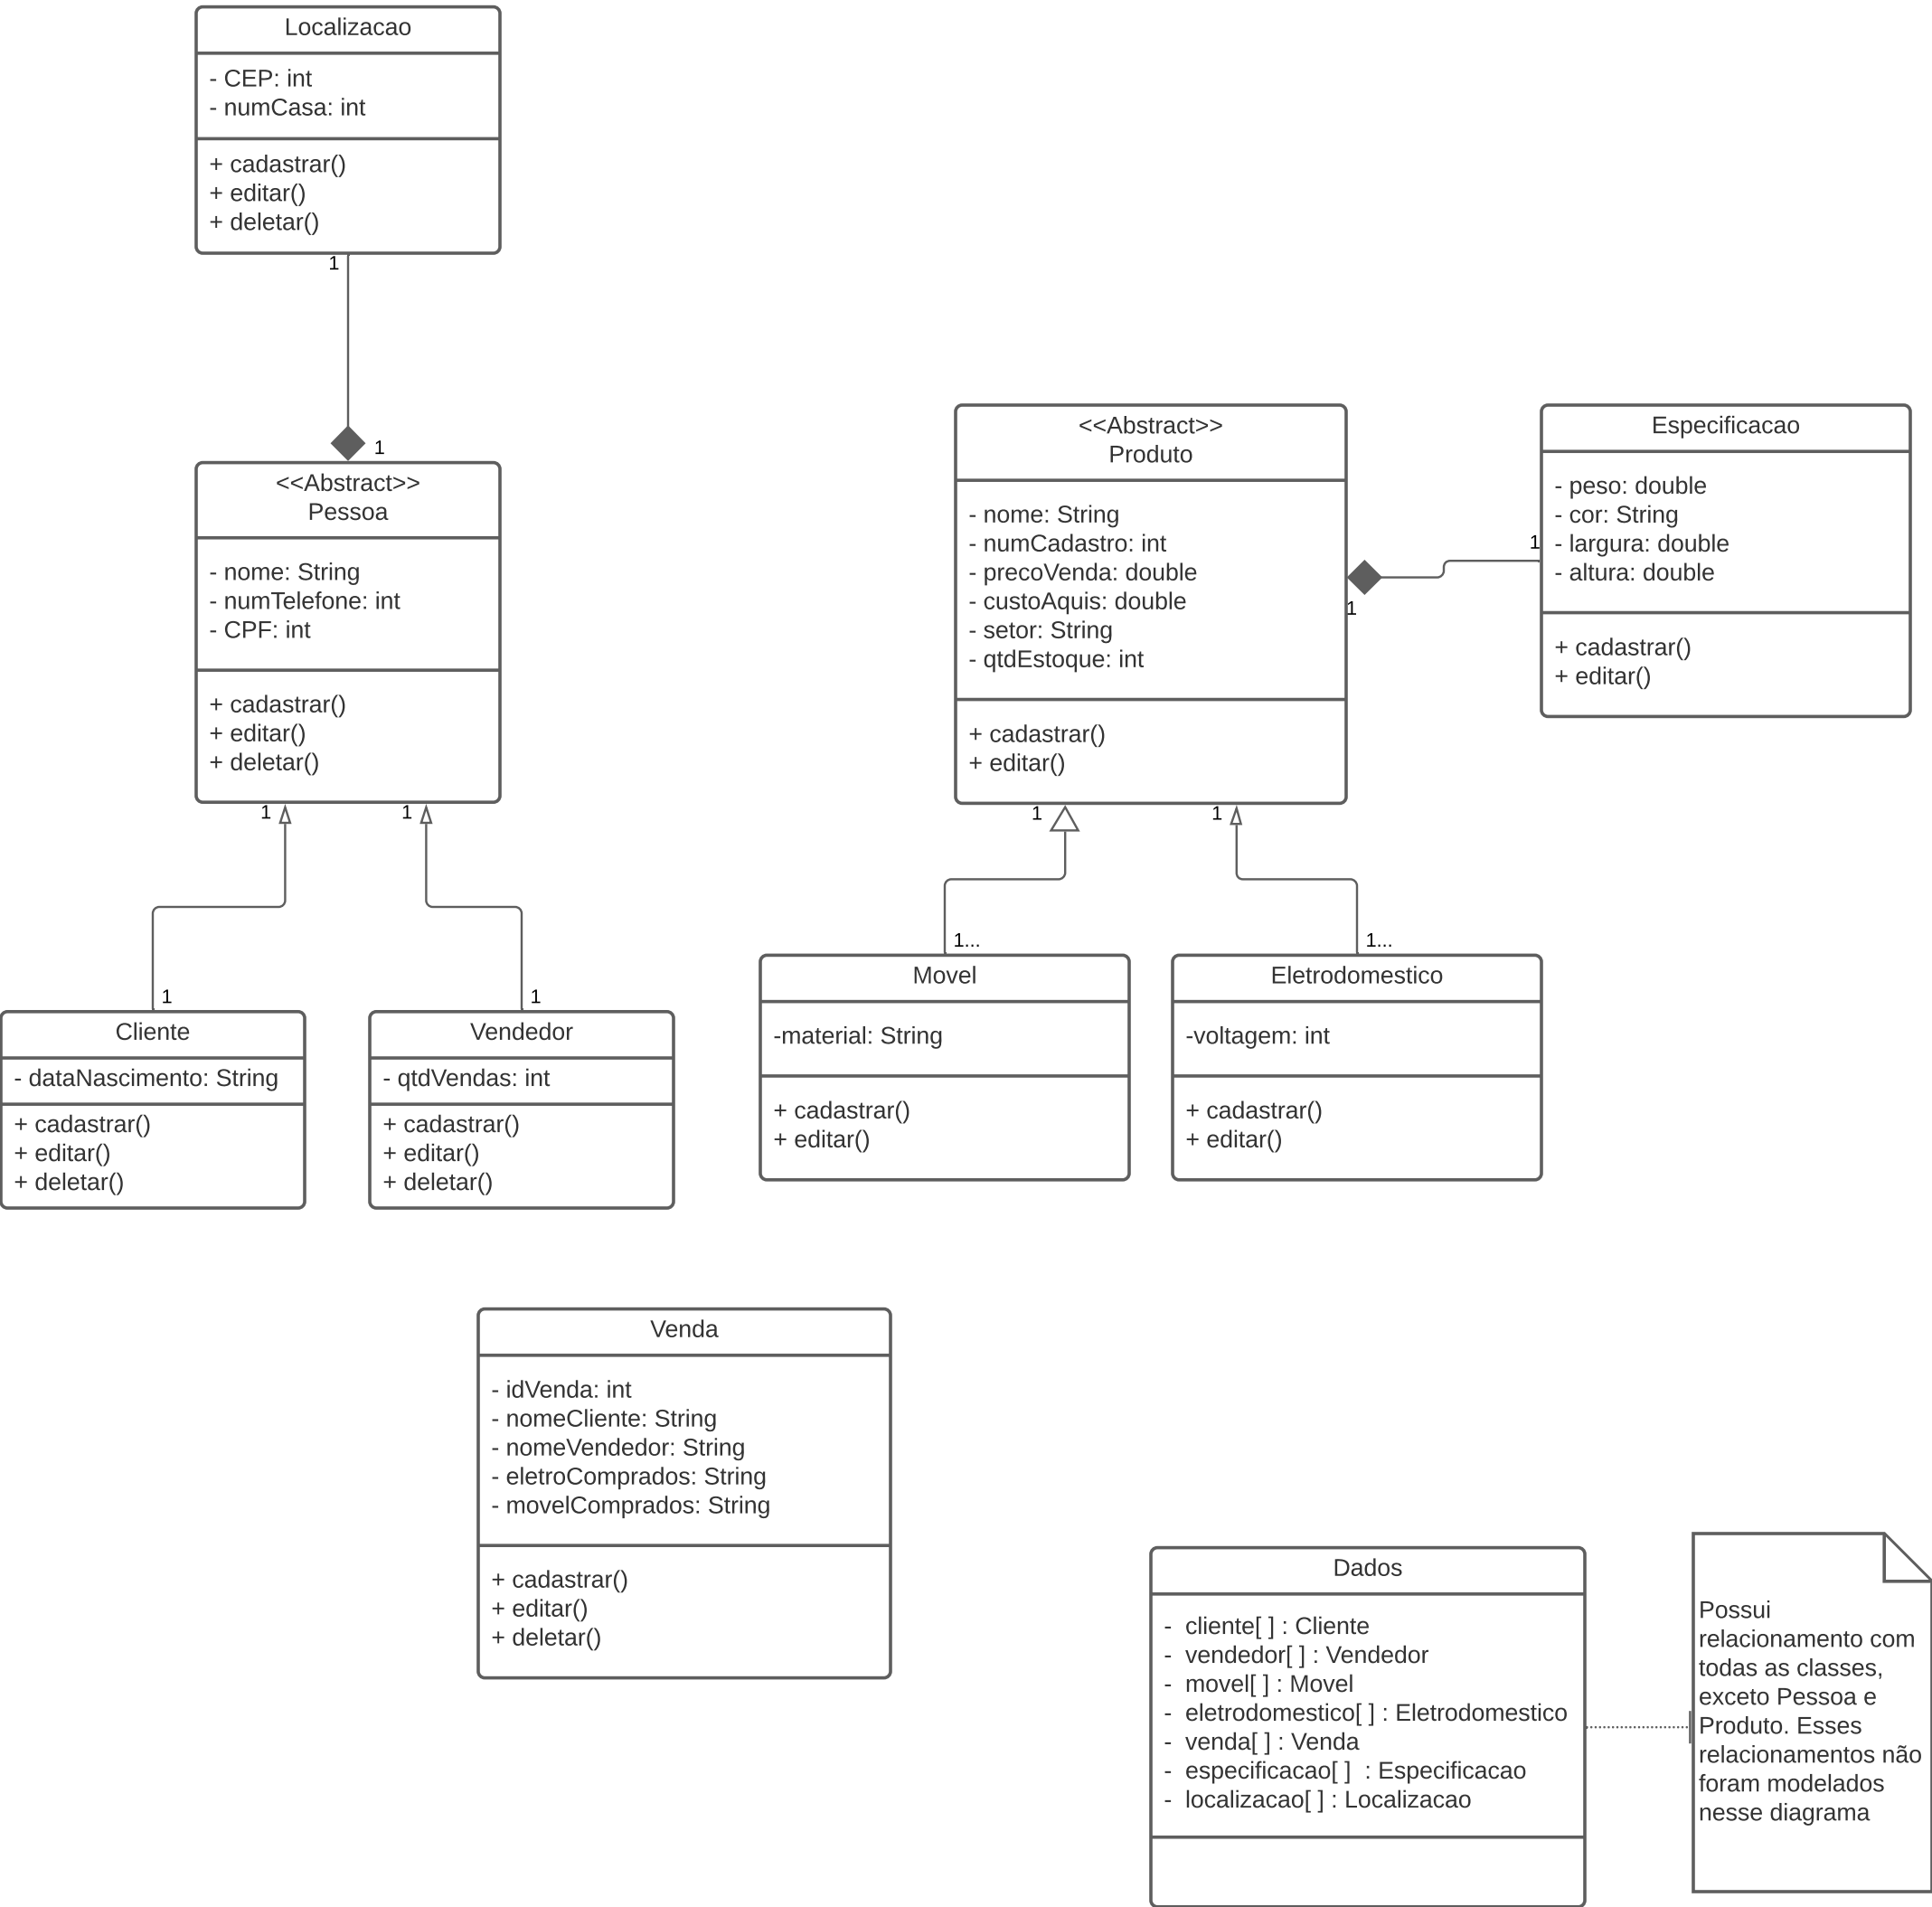 Localizacao
- CEP: int
- numCasa: int
+ cadastrar()
+ editar()
+ deletar()
1
1
<<Abstract>>
Pessoa
- nome: String
- numTelefone: int
- CPF: int
+ cadastrar()
+ editar()
+ deletar()
1
1
1
1
Cliente
- dataNascimento: String
+ cadastrar()
+ editar()
+ deletar()
Vendedor
- qtdVendas: int
+ cadastrar()
+ editar()
+ deletar()
<<Abstract>>
Produto
- nome: String
- numCadastro: int
- precoVenda: double
- custoAquis: double
- setor: String
- qtdEstoque: int
+ cadastrar()
+ editar()
1
1
Especificacao
- peso: double
- cor: String
- largura: double
- altura: double
+ cadastrar()
+ editar()
1
1
1...
1...
Movel
-material: String
+ cadastrar()
+ editar()
Eletrodomestico
-voltagem: int
+ cadastrar()
+ editar()
Venda
- idVenda: int
- nomeCliente: String
- nomeVendedor: String
- eletroComprados: String
- movelComprados: String
+ cadastrar()
+ editar()
+ deletar()
Dados
- cliente[ ] : Cliente
- vendedor[ ] : Vendedor
- movel[ ] : Movel
- eletrodomestico[ ] : Eletrodomestico
- venda[ ] : Venda
- especificacao[ ]  : Especificacao
- localizacao[ ] : Localizacao
Possui
relacionamento com
todas as classes,
exceto Pessoa e
Produto. Esses
relacionamentos não
foram modelados
nesse diagrama